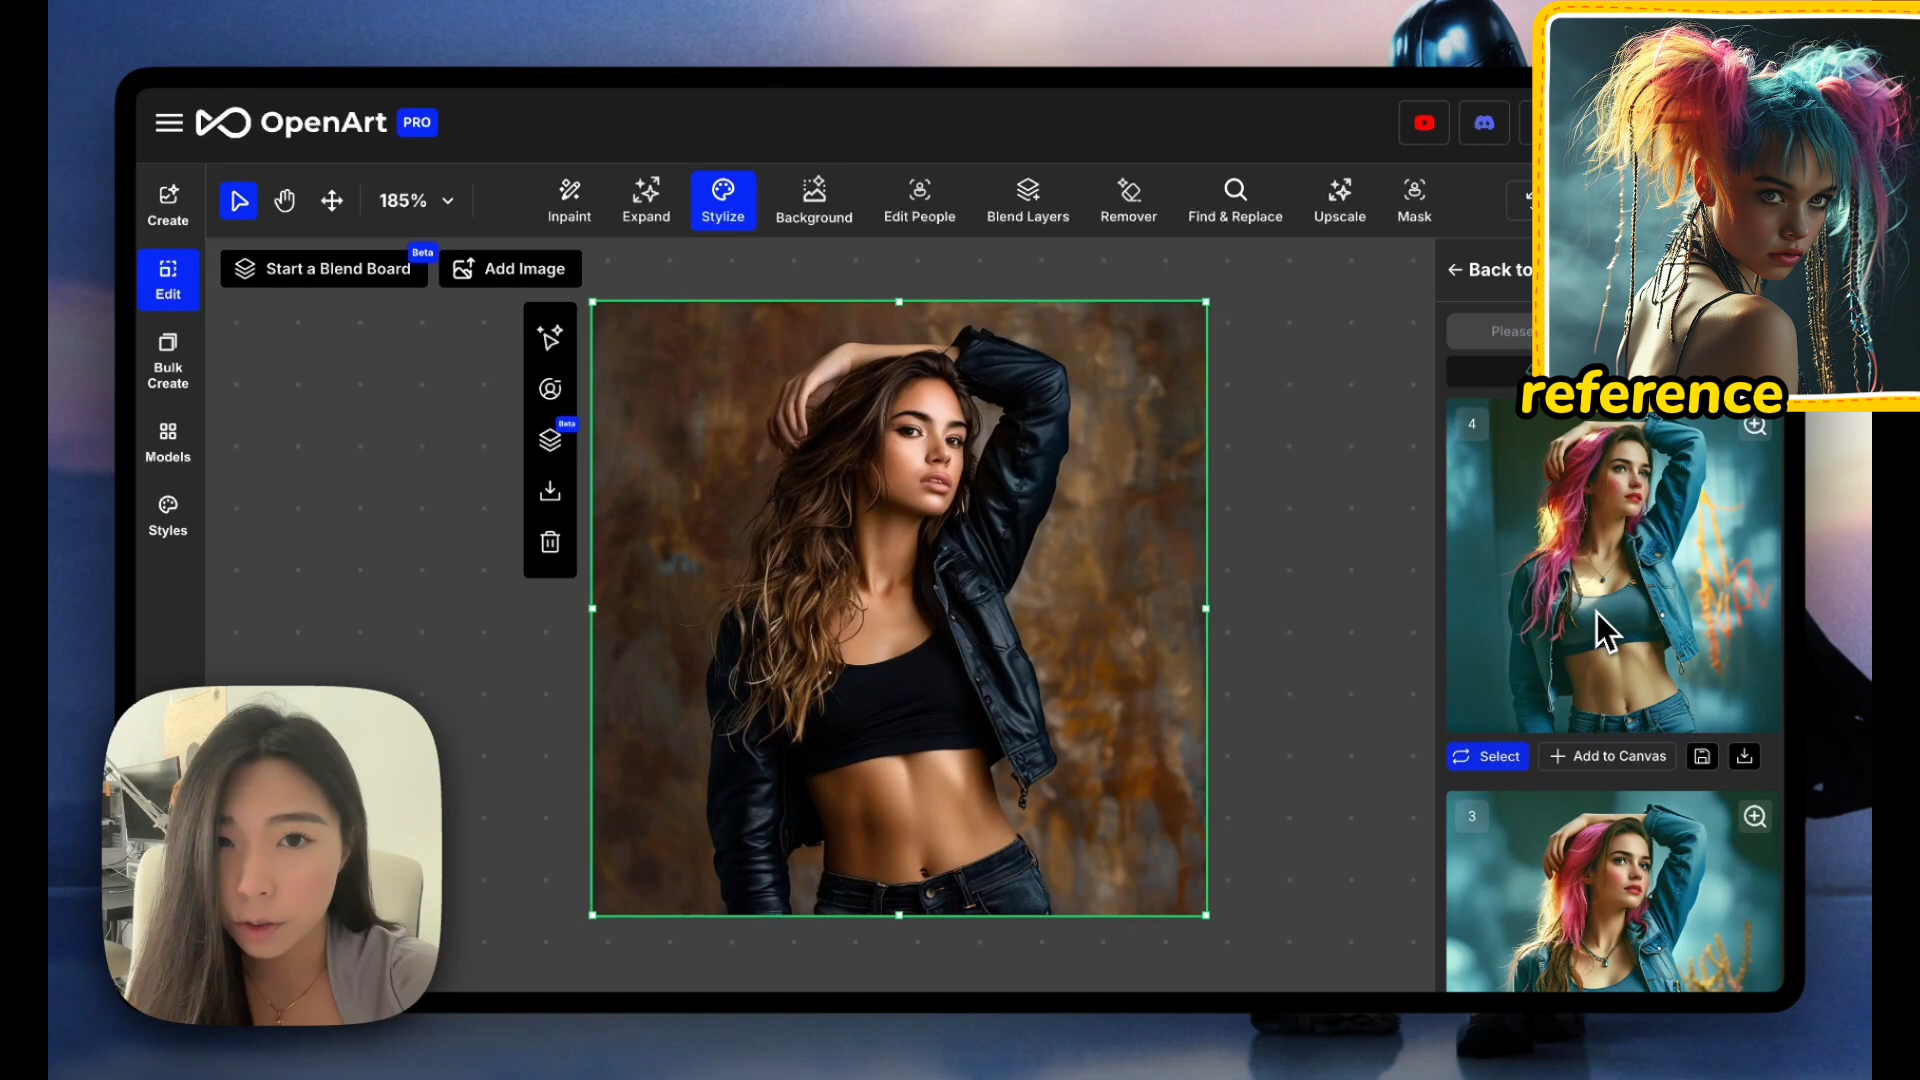 OpenArt PRO
Create
Edit
Bulk
Create
Models
Styles
185%
Inpaint
Expand
Stylize
Background
Edit People
Blend Layers
Remover
Find & Replace
Upscale
Mask
Start a Blend Board
Beta
Add Image
Beta
Back to
Please
reference
4
Select
Add to Canvas
3